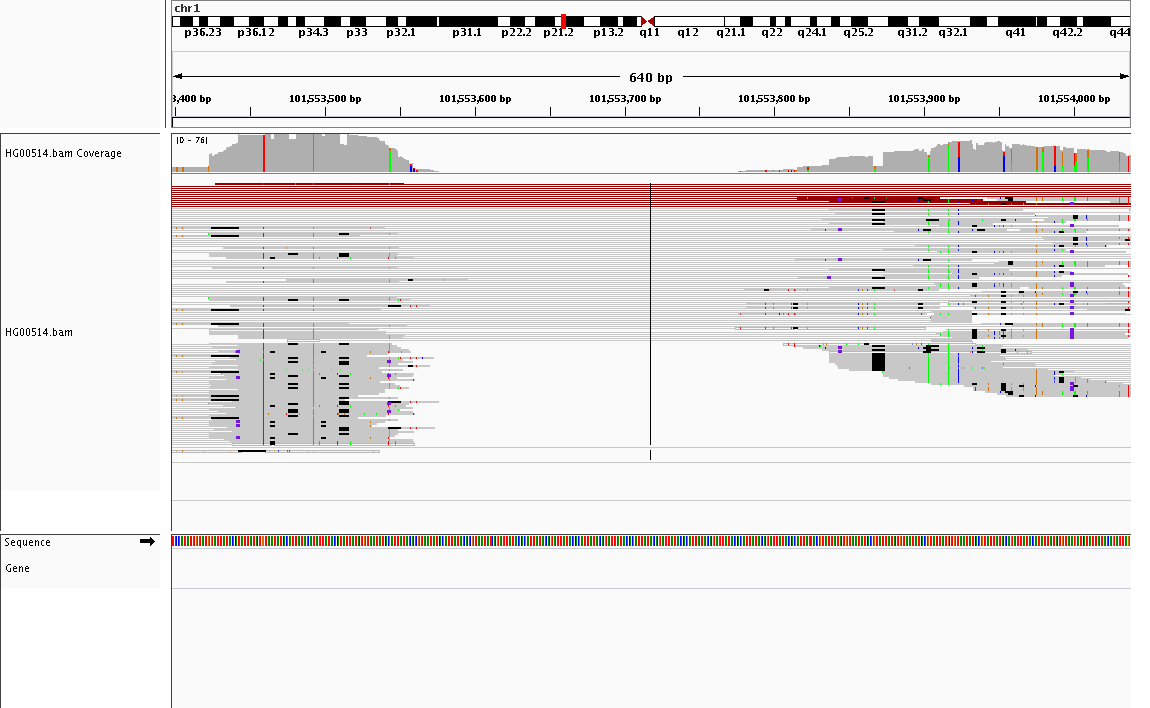 chr1
p36.23 p36.12 p34.3 p33 p32.1 p31.1 p22.2 p21.2 p13.2 q11 q12 q21.1 q22 q24.1 q25.2 q31.2 q32.1 q41 q42.2 q44
640 bp
3,400 bp 101,553,500 bp 101,553,600 bp 101,553,700 bp 101,553,800 bp 101,553,900 bp 101,554,000 bp
[0 - 76]
HG00514.bam Coverage
HG00514.bam
Sequence
Gene